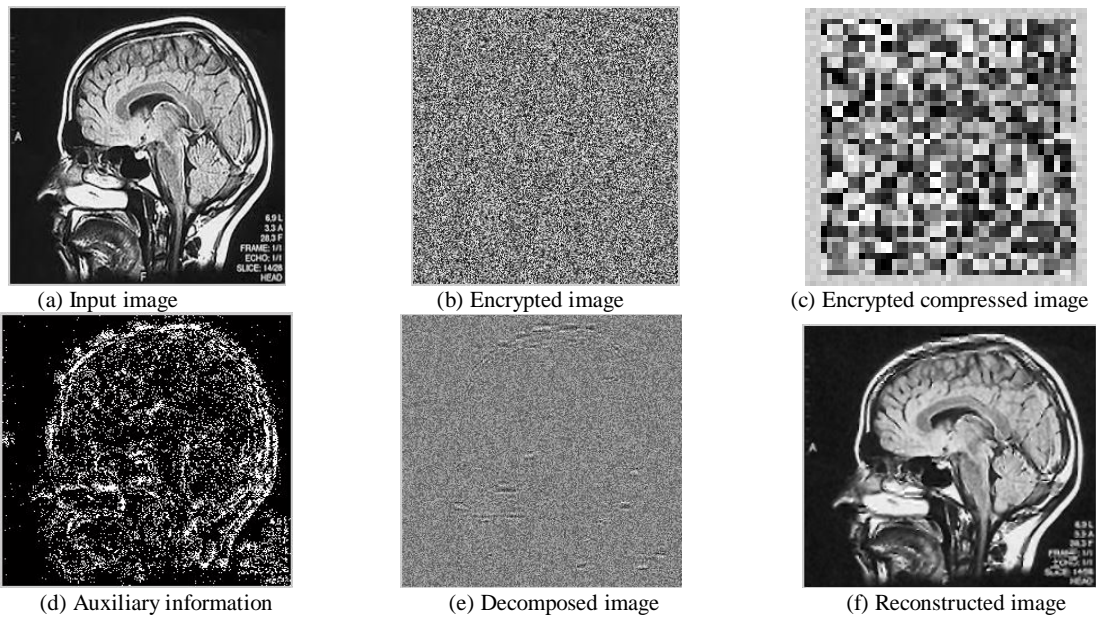 A
6.9 L
3.3 A
28.3 F
FRAME: 1/1
ECHO: 1/1
SLICE: 14/28
HEAD
F
(a) Input image
(b) Encrypted image
(c) Encrypted compressed image
A
(d) Auxiliary information
(e) Decomposed image
(f) Reconstructed image